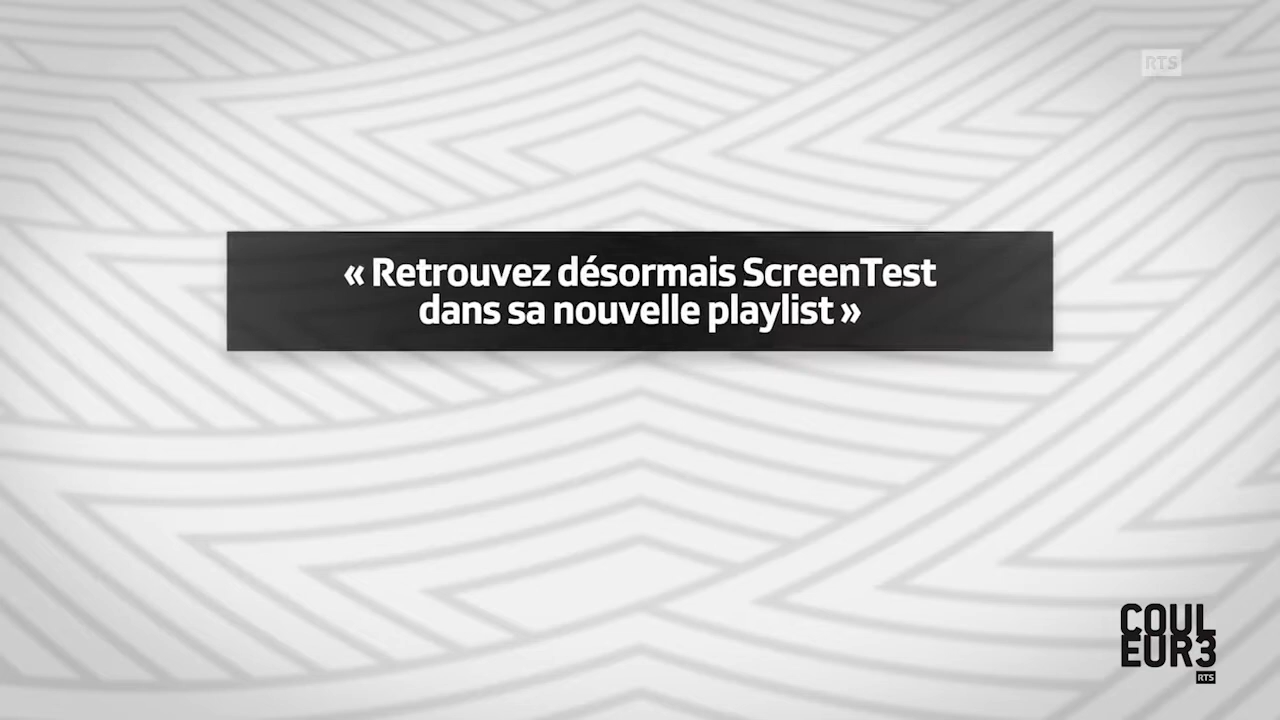 RTS
« Retrouvez désormais ScreenTest
dans sa nouvelle playlist »
COUL
EUR3
RTS